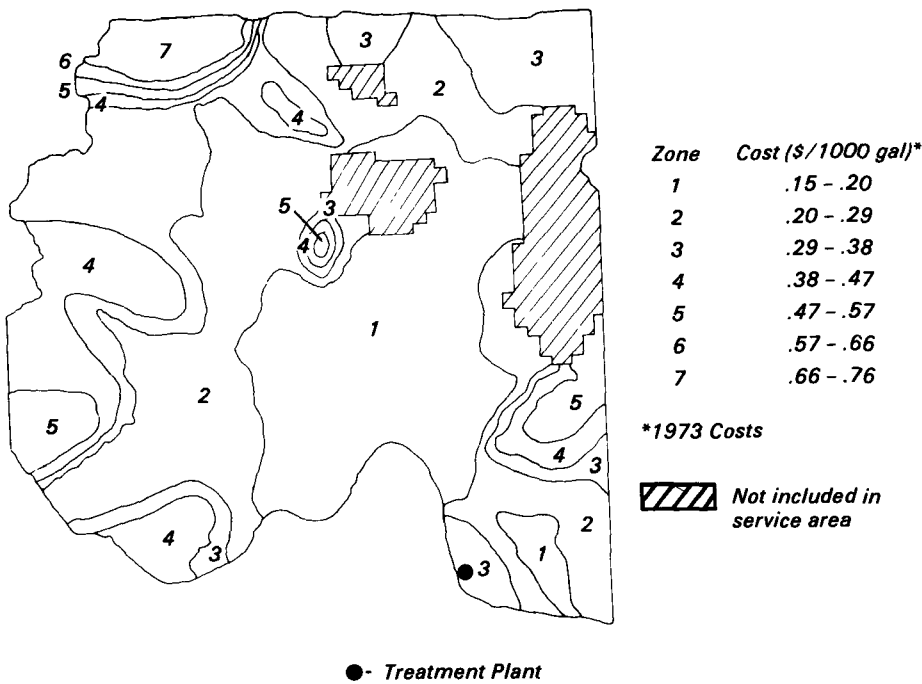 7
3
3
6
5
4
2
4
3
5
4
4
1
2
5
5
4
3
2
4
3
3
1
Zone Cost ($/1000 gal)*
1 .15 - .20
2 .20 - .29
3 .29 - .38
4 .38 - .47
5 .47 - .57
6 .57 - .66
7 .66 - .76
*1973 Costs
Not included in
service area
●- Treatment Plant